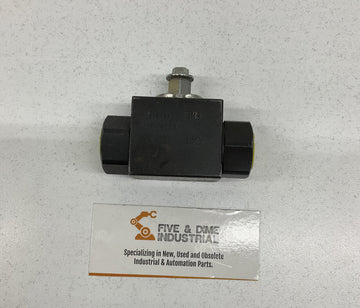 FIVE & DIME
INDUSTRIAL
Specializing in New, Used and Obsolete
Industrial & Automation Parts.